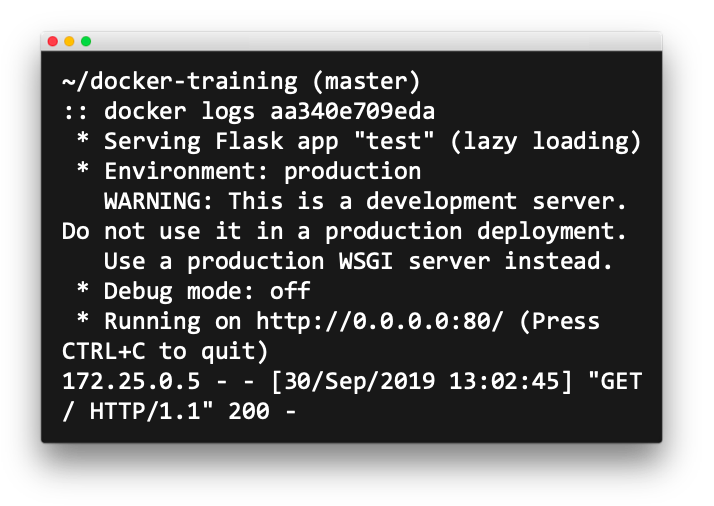 ~/docker-training (master)
:: docker logs aa340e709eda
 * Serving Flask app "test" (lazy loading)
 * Environment: production
   WARNING: This is a development server.
Do not use it in a production deployment.
   Use a production WSGI server instead.
 * Debug mode: off
 * Running on http://0.0.0.0:80/ (Press
CTRL+C to quit)
172.25.0.5 - - [30/Sep/2019 13:02:45] "GET
/ HTTP/1.1" 200 -